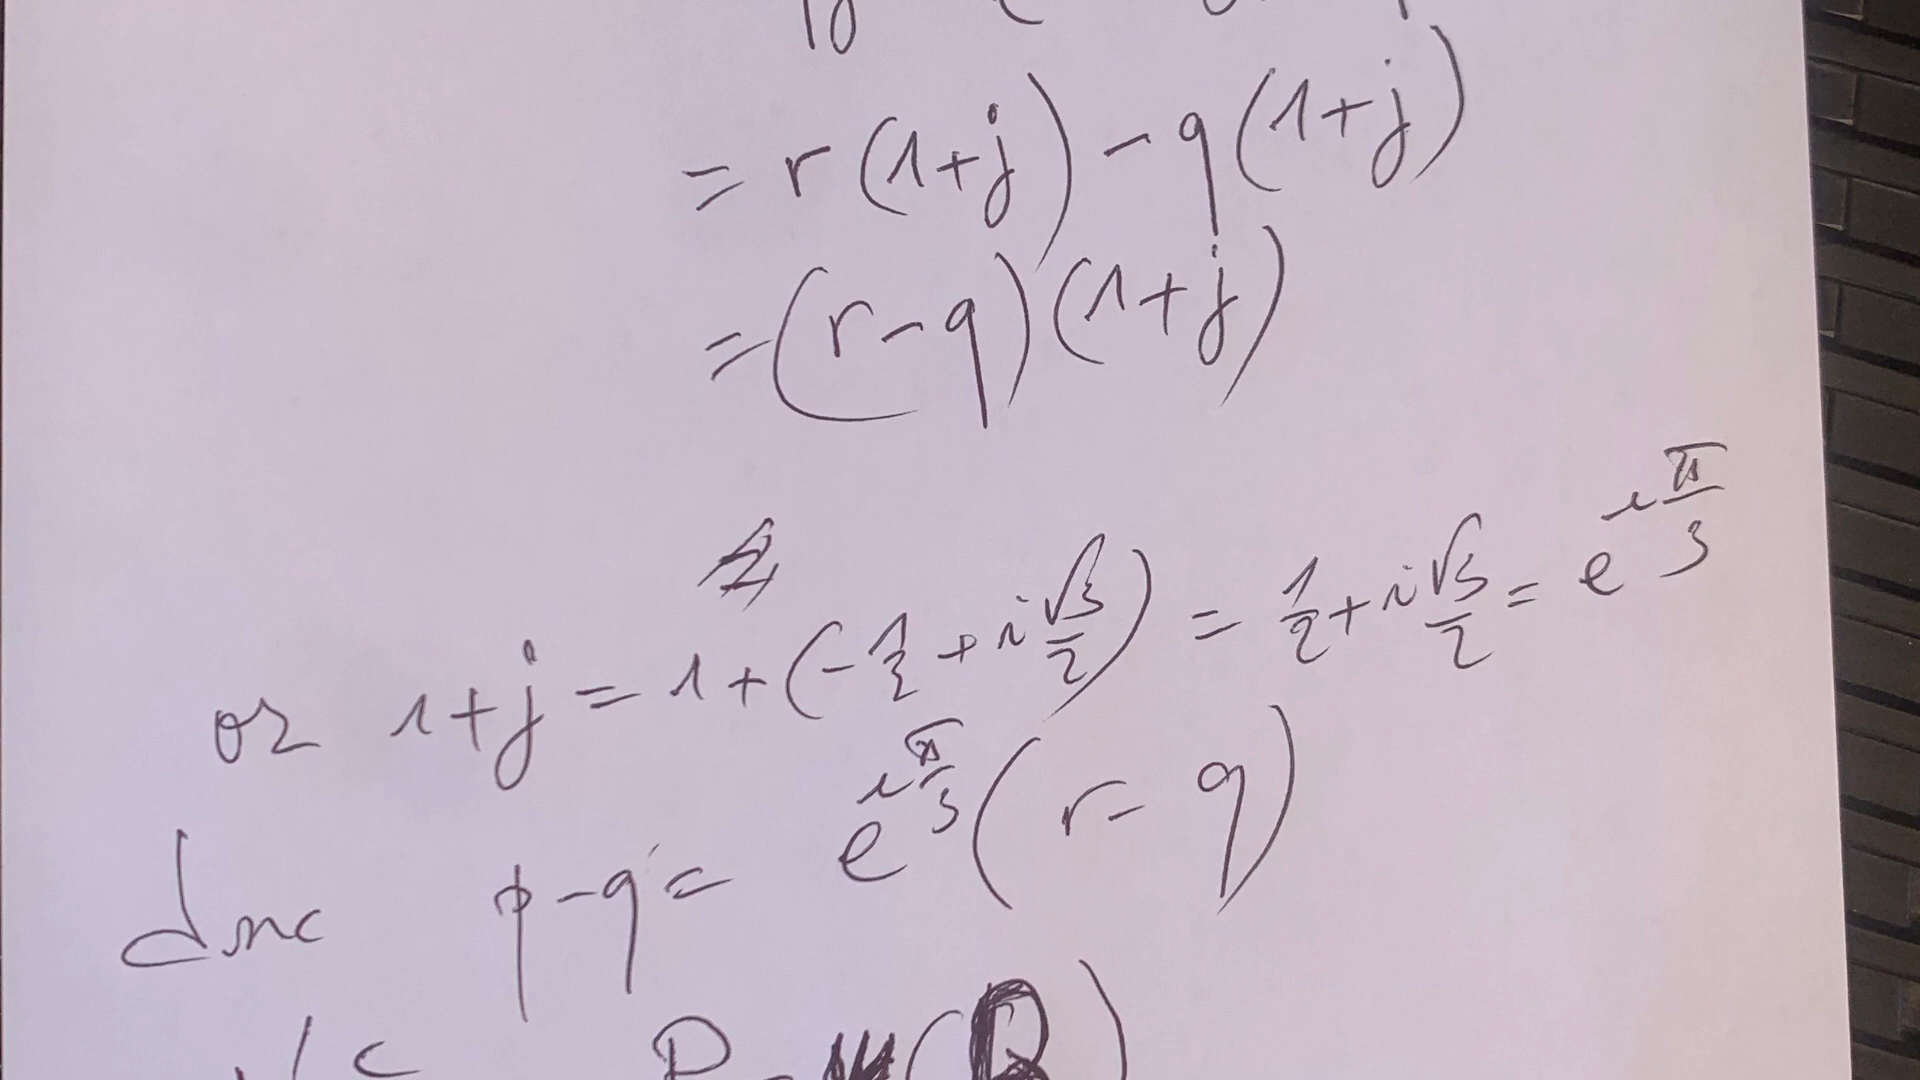 = r(1+j) - q(1+j)
= (r-q)(1+j)
or 1+j = 1+(-1/2 + i√3/2) = 1/2 + i√3/2 = e^{iπ/3}
donc p-q = e^{iπ/3}(r-q)